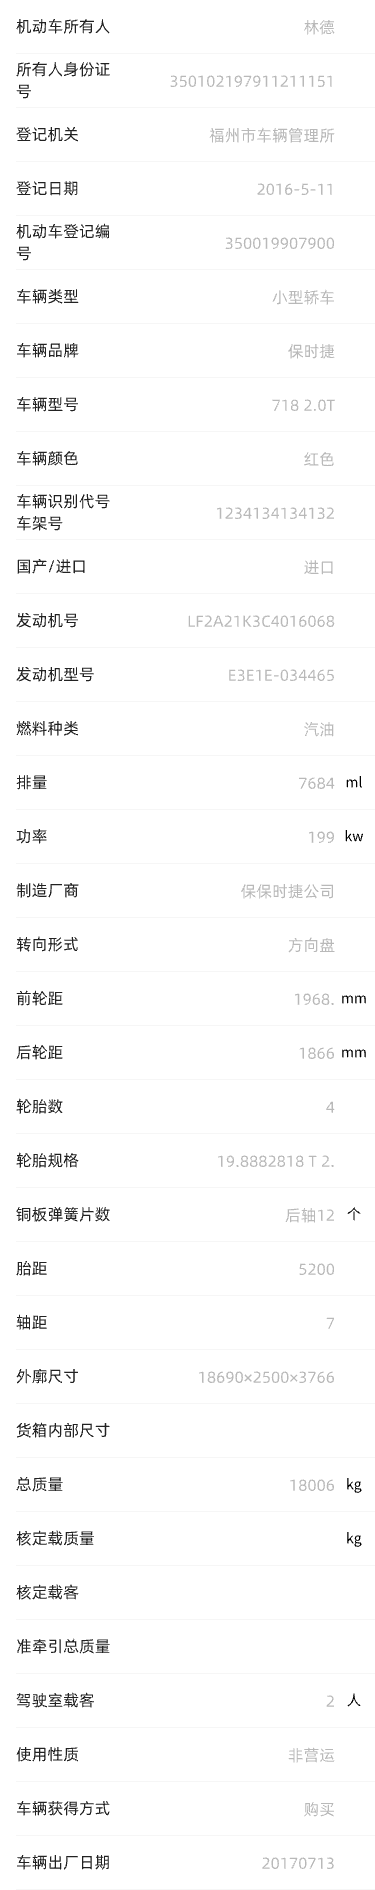 机动车所有人 林德
所有人身份证 350102197911211151
号
登记机关 福州市车辆管理所
登记日期 2016-5-11
机动车登记编 350019907900
号
车辆类型 小型轿车
车辆品牌 保时捷
车辆型号 718 2.0T
车辆颜色 红色
车辆识别代号 1234134134132
车架号
国产/进口 进口
发动机号 LF2A21K3C4016068
发动机型号 E3E1E-034465
燃料种类 汽油
排量 7684 ml
功率 199 kw
制造厂商 保保时捷公司
转向形式 方向盘
前轮距 1968. mm
后轮距 1866 mm
轮胎数 4
轮胎规格 19.8882818 T 2.
铜板弹簧片数 后轴12 个
胎距 5200
轴距 7
外廓尺寸 18690×2500×3766
货箱内部尺寸
总质量 18006 kg
核定载质量 kg
核定载客
准牵引总质量
驾驶室载客 2 人
使用性质 非营运
车辆获得方式 购买
车辆出厂日期 20170713